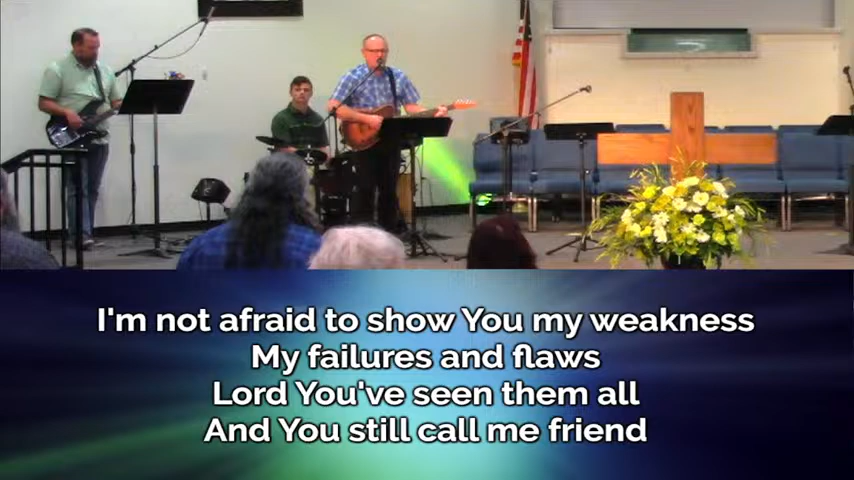 I'm not afraid to show You my weakness
My failures and flaws
Lord You've seen them all
And You still call me friend